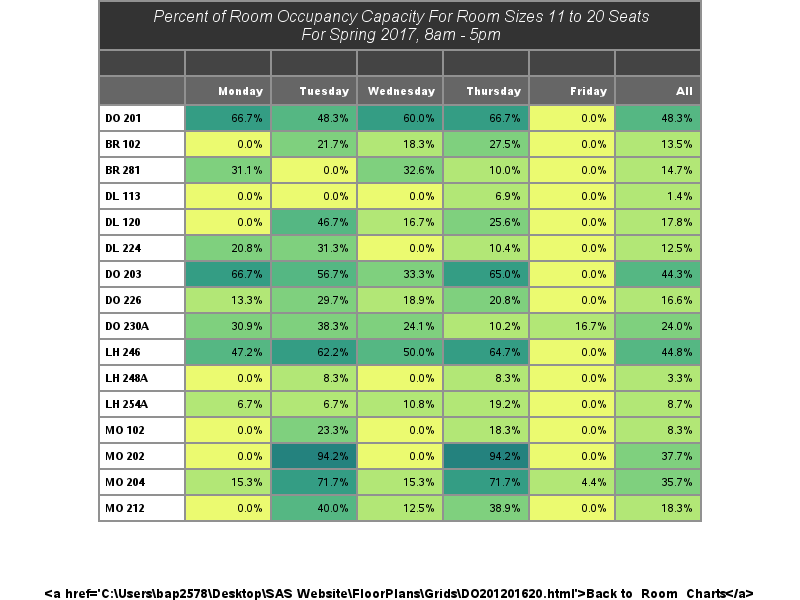 Percent of Room Occupancy Capacity For Room Sizes 11 to 20 Seats
For Spring 2017, 8am - 5pm
Monday Tuesday Wednesday Thursday Friday All
DO 201 66.7% 48.3% 60.0% 66.7% 0.0% 48.3%
BR 102 0.0% 21.7% 18.3% 27.5% 0.0% 13.5%
BR 281 31.1% 0.0% 32.6% 10.0% 0.0% 14.7%
DL 113 0.0% 0.0% 0.0% 6.9% 0.0% 1.4%
DL 120 0.0% 46.7% 16.7% 25.6% 0.0% 17.8%
DL 224 20.8% 31.3% 0.0% 10.4% 0.0% 12.5%
DO 203 66.7% 56.7% 33.3% 65.0% 0.0% 44.3%
DO 226 13.3% 29.7% 18.9% 20.8% 0.0% 16.6%
DO 230A 30.9% 38.3% 24.1% 10.2% 16.7% 24.0%
LH 246 47.2% 62.2% 50.0% 64.7% 0.0% 44.8%
LH 248A 0.0% 8.3% 0.0% 8.3% 0.0% 3.3%
LH 254A 6.7% 6.7% 10.8% 19.2% 0.0% 8.7%
MO 102 0.0% 23.3% 0.0% 18.3% 0.0% 8.3%
MO 202 0.0% 94.2% 0.0% 94.2% 0.0% 37.7%
MO 204 15.3% 71.7% 15.3% 71.7% 4.4% 35.7%
MO 212 0.0% 40.0% 12.5% 38.9% 0.0% 18.3%
<a href='C:\Users\bap2578\Desktop\SAS Website\FloorPlans\Grids\DO201201620.html'>Back to Room Charts</a>